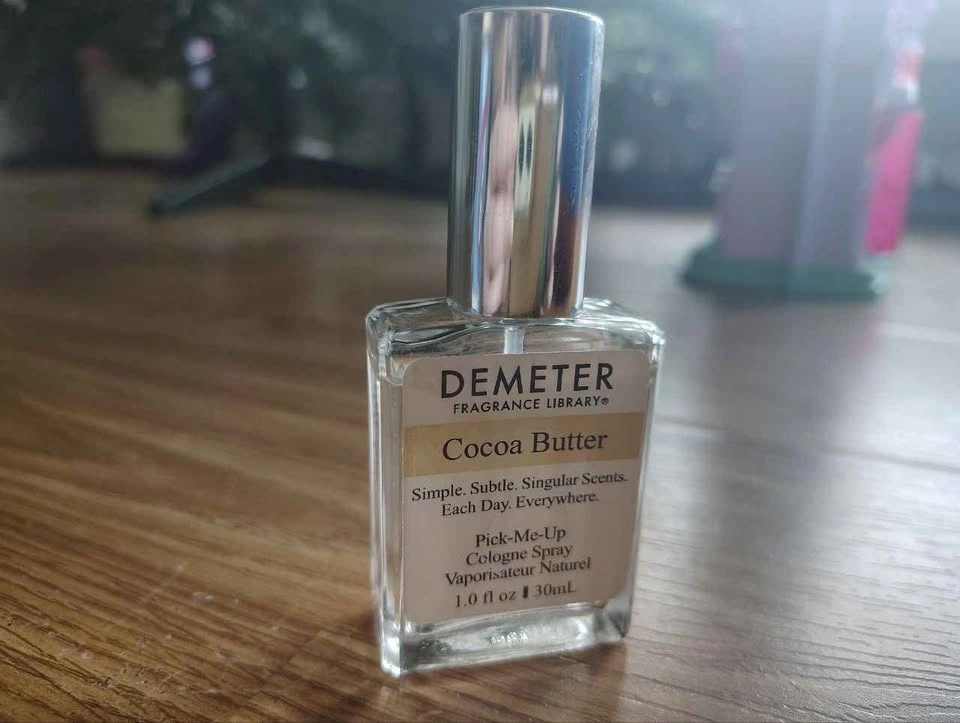 DEMETER
FRAGRANCE LIBRARY®
Cocoa Butter
Simple. Subtle. Singular Scents.
Each Day. Everywhere.
Pick-Me-Up
Cologne Spray
Vaporisateur Naturel
1.0 fl oz ▮ 30mL